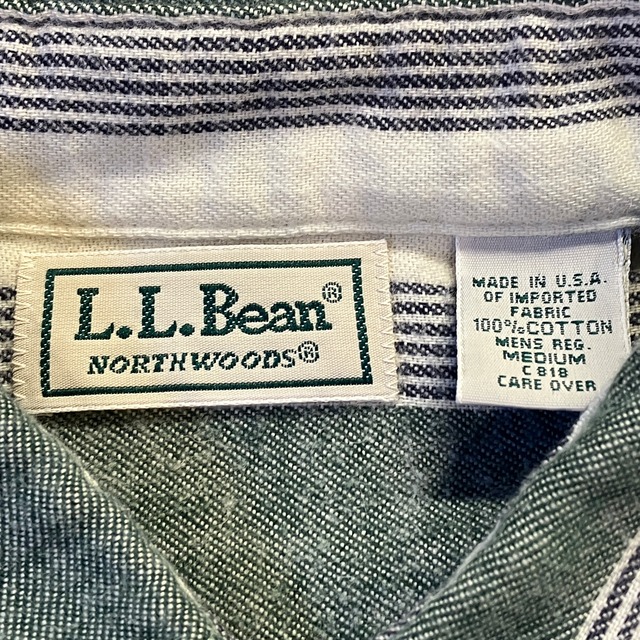 L.L.Bean®
NORTHWOODS®
MADE IN U.S.A.
OF IMPORTED
FABRIC
100%COTTON
MENS REG.
MEDIUM
C 818
CARE OVER